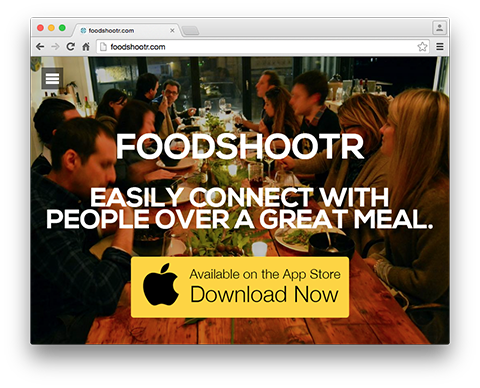 foodshootr.com
foodshootr.com
FOODSHOOTR
EASILY CONNECT WITH
PEOPLE OVER A GREAT MEAL.
Available on the App Store
Download Now